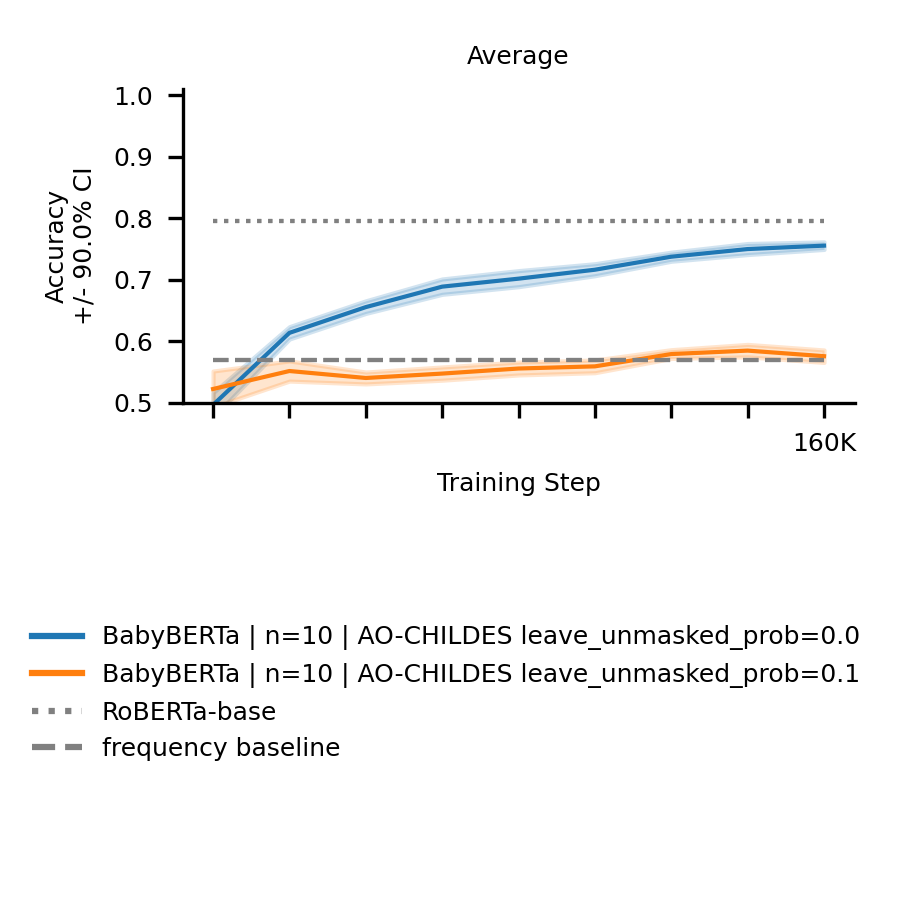 Average
Accuracy
+/- 90.0% CI
1.0
0.9
0.8
0.7
0.6
0.5
160K
Training Step
BabyBERTa | n=10 | AO-CHILDES leave_unmasked_prob=0.0
BabyBERTa | n=10 | AO-CHILDES leave_unmasked_prob=0.1
RoBERTa-base
frequency baseline